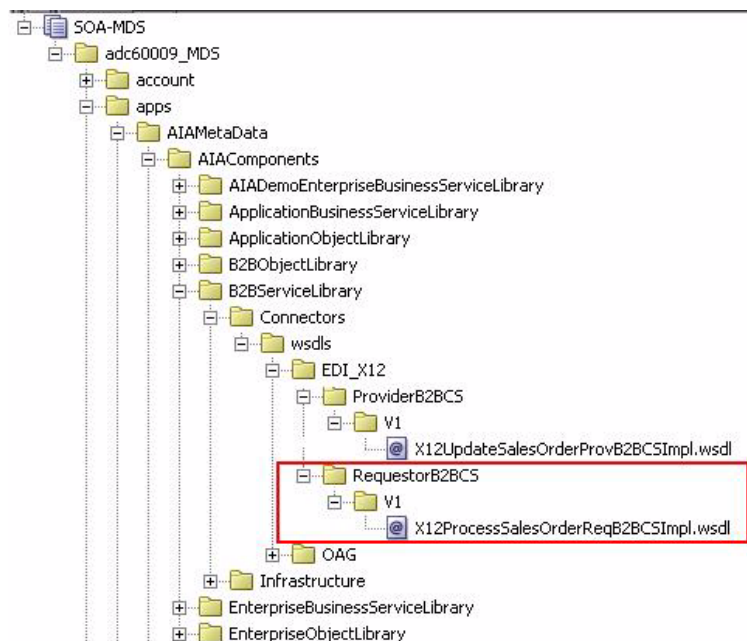 SOA-MDS
adc60009_MDS
account
apps
AIAMetaData
AIAComponents
AIADemoEnterpriseBusinessServiceLibrary
ApplicationBusinessServiceLibrary
ApplicationObjectLibrary
B2BObjectLibrary
B2BServiceLibrary
Connectors
wsdls
EDI_X12
ProviderB2BCS
V1
X12UpdateSalesOrderProvB2BCSImpl.wsdl
RequestorB2BCS
V1
X12ProcessSalesOrderReqB2BCSImpl.wsdl
OAG
Infrastructure
EnterpriseBusinessServiceLibrary
EnterpriseObjectLibrary